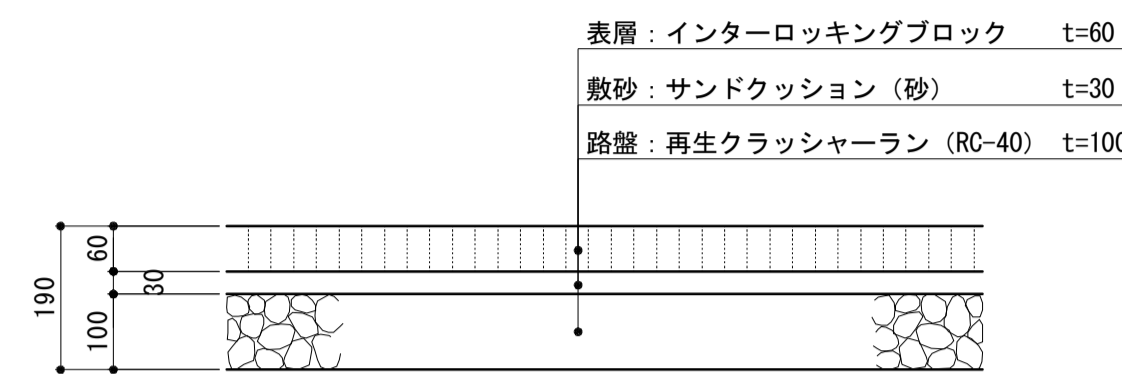 表層：インターロッキングブロック t=60
敷砂：サンドクッション（砂） t=30
路盤：再生クラッシャーラン（RC-40） t=100
60
30
190
100